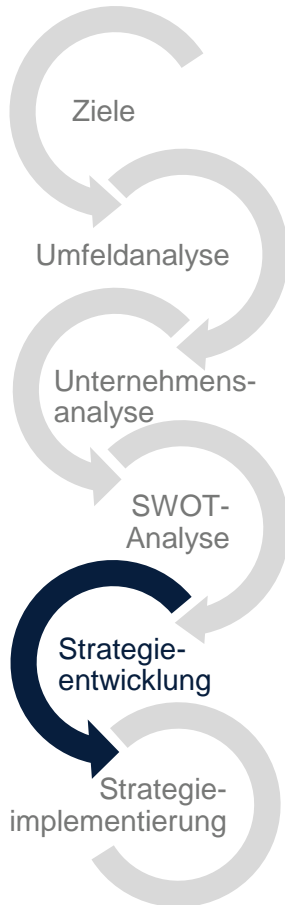 Ziele
Umfeldanalyse
Unternehmens-
analyse
SWOT-
Analyse
Strategie-
entwicklung
Strategie-
implementierung